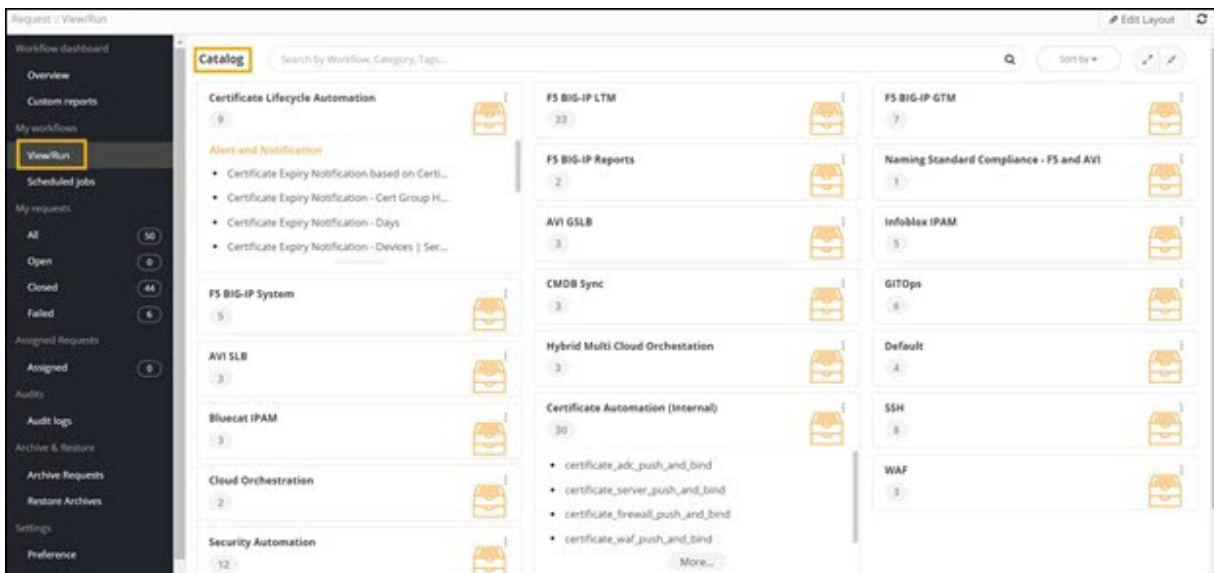 Request :: View/Run
Edit Layout
Workflow dashboard
Overview
Custom reports
My workflows
View/Run
Scheduled jobs
My requests
All 50
Open 0
Closed 44
Failed 6
Assigned Requests
Assigned 0
Audits
Audit logs
Archive & Restore
Archive Requests
Restore Archives
Settings
Preference
Catalog
Search by Workflow, Category, Tags...
Sort by
Certificate Lifecycle Automation
9
Alert and Notification
• Certificate Expiry Notification based on Certi...
• Certificate Expiry Notification - Cert Group H...
• Certificate Expiry Notification - Days
• Certificate Expiry Notification - Devices | Ser...
F5 BIG-IP System
5
AVI SLB
3
Bluecat IPAM
3
Cloud Orchestration
2
Security Automation
12
F5 BIG-IP LTM
33
F5 BIG-IP Reports
2
AVI GSLB
3
CMDB Sync
3
Hybrid Multi Cloud Orchestation
3
Certificate Automation (Internal)
30
• certificate_adc_push_and_bind
• certificate_server_push_and_bind
• certificate_firewall_push_and_bind
• certificate_waf_push_and_bind
More...
F5 BIG-IP GTM
7
Naming Standard Compliance - F5 and AVI
1
Infoblox IPAM
5
GITOps
6
Default
4
SSH
8
WAF
3